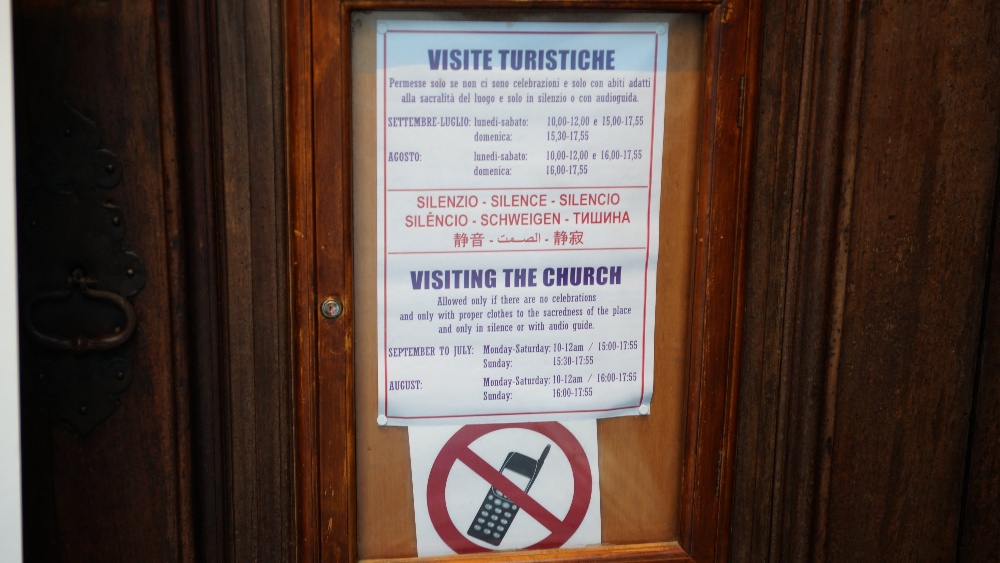 VISITE TURISTICHE
Permesse solo se non ci sono celebrazioni e solo con abiti adatti
alla sacralità del luogo e solo in silenzio o con audioguida.
SETTEMBRE-LUGLIO: lunedì-sabato: 10,00-12,00 e 15,00-17,55
domenica: 15,30-17,55
AGOSTO: lunedì-sabato: 10,00-12,00 e 16,00-17,55
domenica: 16,00-17,55
SILENZIO - SILENCE - SILENCIO
SILÊNCIO - SCHWEIGEN - ТИШИНА
静音 - الصمت - 静寂
VISITING THE CHURCH
Allowed only if there are no celebrations
and only with proper clothes to the sacredness of the place
and only in silence or with audio guide.
SEPTEMBER TO JULY: Monday-Saturday: 10-12am / 15:00-17:55
Sunday: 15:30-17:55
AUGUST: Monday-Saturday: 10-12am / 16:00-17:55
Sunday: 16:00-17:55